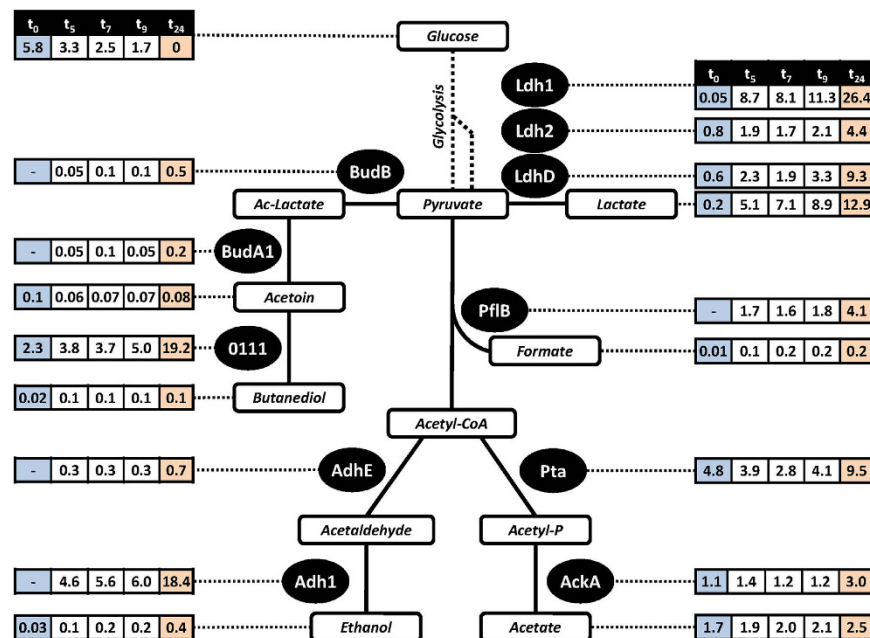 t0 t5 t7 t9 t24
5.8 3.3 2.5 1.7 0
Glucose
Glycolysis
Ldh1
t0 t5 t7 t9 t24
0.05 8.7 8.1 11.3 26.4
Ldh2
0.8 1.9 1.7 2.1 4.4
- 0.05 0.1 0.1 0.5
BudB
LdhD
0.6 2.3 1.9 3.3 9.3
Ac-Lactate
Pyruvate
Lactate
0.2 5.1 7.1 8.9 12.9
- 0.05 0.1 0.05 0.2
BudA1
0.1 0.06 0.07 0.07 0.08
Acetoin
PflB
- 1.7 1.6 1.8 4.1
2.3 3.8 3.7 5.0 19.2
0111
Formate
0.01 0.1 0.2 0.2 0.2
0.02 0.1 0.1 0.1 0.1
Butanediol
Acetyl-CoA
- 0.3 0.3 0.3 0.7
AdhE
Pta
4.8 3.9 2.8 4.1 9.5
Acetaldehyde
Acetyl-P
- 4.6 5.6 6.0 18.4
Adh1
AckA
1.1 1.4 1.2 1.2 3.0
0.03 0.1 0.2 0.2 0.4
Ethanol
Acetate
1.7 1.9 2.0 2.1 2.5